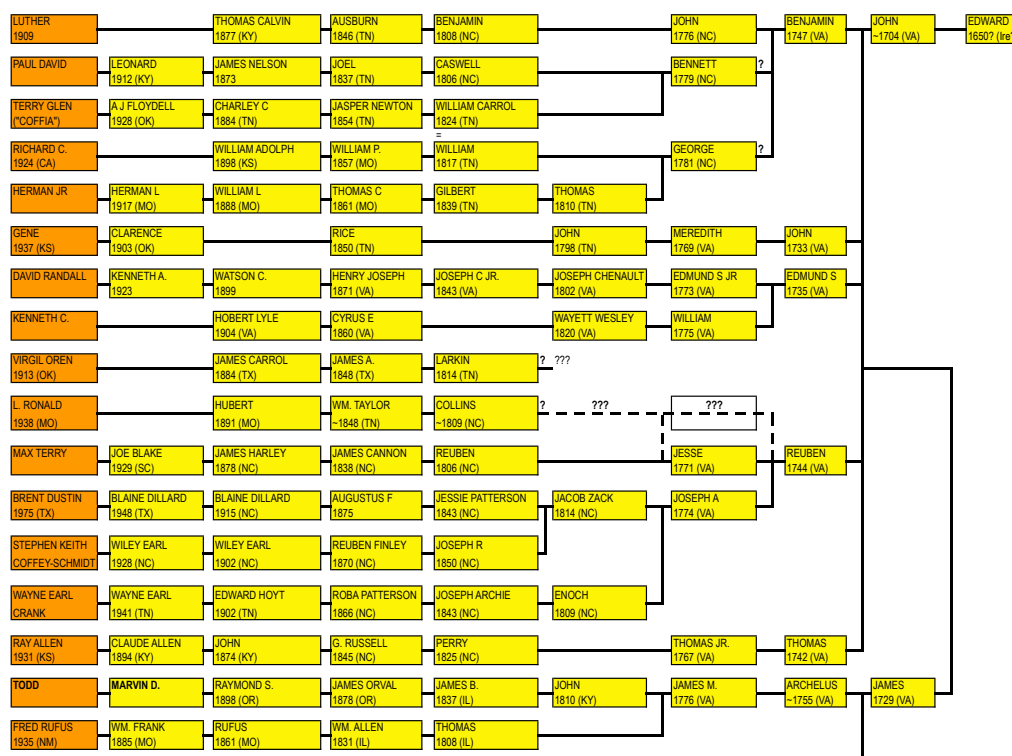 LUTHER
1909
THOMAS CALVIN
1877 (KY)
AUSBURN
1846 (TN)
BENJAMIN
1808 (NC)
JOHN
1776 (NC)
BENJAMIN
1747 (VA)
JOHN
~1704 (VA)
EDWARD
1650? (Ire?
PAUL DAVID
LEONARD
1912 (KY)
JAMES NELSON
1873
JOEL
1837 (TN)
CASWELL
1806 (NC)
BENNETT
1779 (NC)
?
TERRY GLEN
("COFFIA")
A J FLOYDELL
1928 (OK)
CHARLEY C
1884 (TN)
JASPER NEWTON
1854 (TN)
WILLIAM CARROL
1824 (TN)
=
RICHARD C.
1924 (CA)
WILLIAM ADOLPH
1898 (KS)
WILLIAM P.
1857 (MO)
WILLIAM
1817 (TN)
GEORGE
1781 (NC)
?
HERMAN JR
HERMAN L
1917 (MO)
WILLIAM L
1888 (MO)
THOMAS C
1861 (MO)
GILBERT
1839 (TN)
THOMAS
1810 (TN)
GENE
1937 (KS)
CLARENCE
1903 (OK)
RICE
1850 (TN)
JOHN
1798 (TN)
MEREDITH
1769 (VA)
JOHN
1733 (VA)
DAVID RANDALL
KENNETH A.
1923
WATSON C.
1899
HENRY JOSEPH
1871 (VA)
JOSEPH C JR.
1843 (VA)
JOSEPH CHENAULT
1802 (VA)
EDMUND S JR
1773 (VA)
EDMUND S
1735 (VA)
KENNETH C.
HOBERT LYLE
1904 (VA)
CYRUS E
1860 (VA)
WAYETT WESLEY
1820 (VA)
WILLIAM
1775 (VA)
VIRGIL OREN
1913 (OK)
JAMES CARROL
1884 (TX)
JAMES A.
1848 (TX)
LARKIN
1814 (TN)
? ???
L. RONALD
1938 (MO)
HUBERT
1891 (MO)
WM. TAYLOR
~1848 (TN)
COLLINS
~1809 (NC)
? ???
???
MAX TERRY
JOE BLAKE
1929 (SC)
JAMES HARLEY
1878 (NC)
JAMES CANNON
1838 (NC)
REUBEN
1806 (NC)
JESSE
1771 (VA)
REUBEN
1744 (VA)
BRENT DUSTIN
1975 (TX)
BLAINE DILLARD
1948 (TX)
BLAINE DILLARD
1915 (NC)
AUGUSTUS F
1875
JESSIE PATTERSON
1843 (NC)
JACOB ZACK
1814 (NC)
JOSEPH A
1774 (VA)
STEPHEN KEITH
COFFEY-SCHMIDT
WILEY EARL
1928 (NC)
WILEY EARL
1902 (NC)
REUBEN FINLEY
1870 (NC)
JOSEPH R
1850 (NC)
WAYNE EARL
CRANK
WAYNE EARL
1941 (TN)
EDWARD HOYT
1902 (TN)
ROBA PATTERSON
1866 (NC)
JOSEPH ARCHIE
1843 (NC)
ENOCH
1809 (NC)
RAY ALLEN
1931 (KS)
CLAUDE ALLEN
1894 (KY)
JOHN
1874 (KY)
G. RUSSELL
1845 (NC)
PERRY
1825 (NC)
THOMAS JR.
1767 (VA)
THOMAS
1742 (VA)
TODD
MARVIN D.
RAYMOND S.
1898 (OR)
JAMES ORVAL
1878 (OR)
JAMES B.
1837 (IL)
JOHN
1810 (KY)
JAMES M.
1776 (VA)
ARCHELUS
~1755 (VA)
JAMES
1729 (VA)
FRED RUFUS
1935 (NM)
WM. FRANK
1885 (MO)
RUFUS
1861 (MO)
WM. ALLEN
1831 (IL)
THOMAS
1808 (IL)